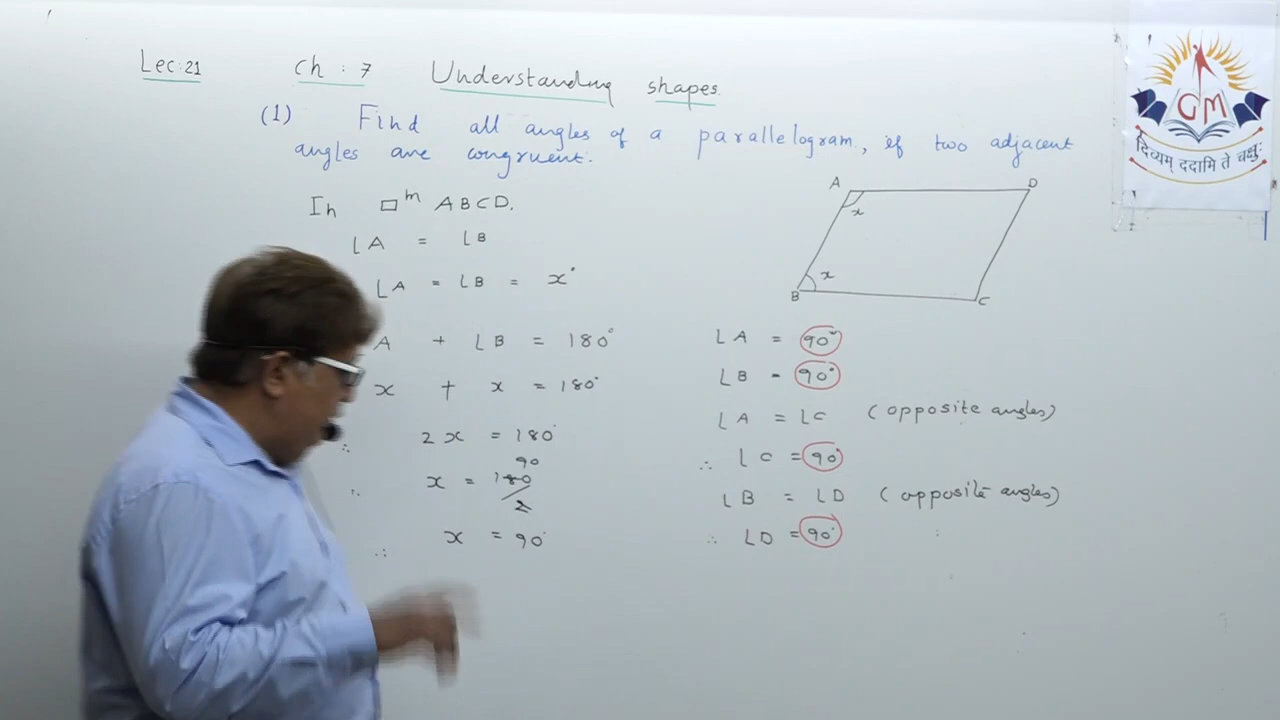 Lec:21 ch : 7 Understanding shapes.
(1) Find all angles of a parallelogram, if two adjacent
angles are congruent.
In □ᵐ ABCD.
∠A = ∠B
∠A = ∠B = x°
A + ∠B = 180°
x + x = 180°
∴ 2x = 180°
90
∴ x = 180/2
∴ x = 90°
A D
x
x
B C
∠A = 90°
∠B = 90°
∠A = ∠C (opposite angles)
∴ ∠C = 90°
∠B = ∠D (opposite angles)
∴ ∠D = 90°
GM
दिव्यम् ददामि ते चक्षुः